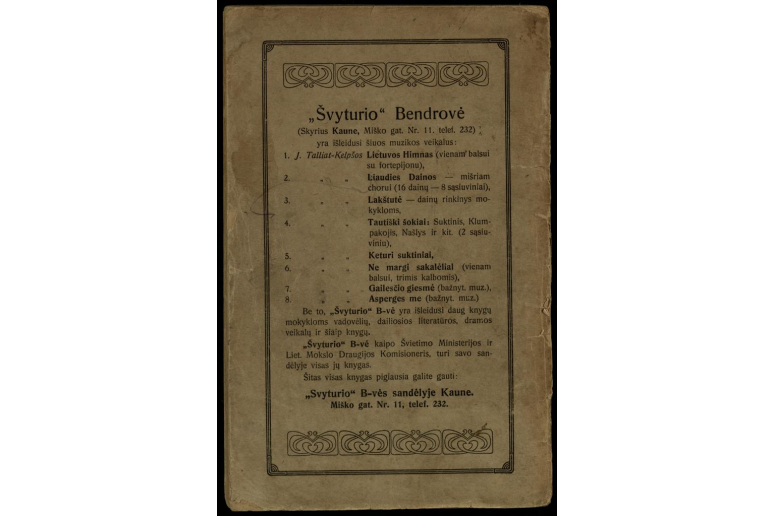 „Švyturio“ Bendrovė
(Skyrius Kaune, Miško gat. Nr. 11. telef. 232)
yra išleidusi šiuos muzikos veikalus:
1. J. Tallat-Kelpšos Lietuvos Himnas (vienam balsui
su fortepijonu),
2. „ „ Liaudies Dainos — mišriam
chorui (16 dainų — 8 sąsiuviniai),
3. „ „ Lakštutė — dainų rinkinys mo-
kykloms,
4. „ „ Tautiški šokiai: Suktinis, Klum-
pakojis, Našlys ir kit. (2 sąsiu-
viniu),
5. „ „ Keturi suktiniai,
6. „ „ Ne margi sakalėliai (vienam
balsui, trimis kalbomis),
7. „ „ Gailesčio giesmė (bažnyt. muz.),
8. „ „ Asperges me (bažnyt. muz.)
Be to, „Švyturio“ B-vė yra išleidusi daug knygų
mokykloms vadovėlių, dailiosios literatūros, dramos
veikalų ir šiaip knygų.
„Švyturio“ B-vė kaipo Švietimo Ministerijos ir
Liet. Mokslo Draugijos Komisioneris, turi savo san-
dėlyje visas jų knygas.
Šitas visas knygas pigiausia galite gauti:
„Švyturio“ B-vės sandėlyje Kaune.
Miško gat. Nr. 11, telef. 232.